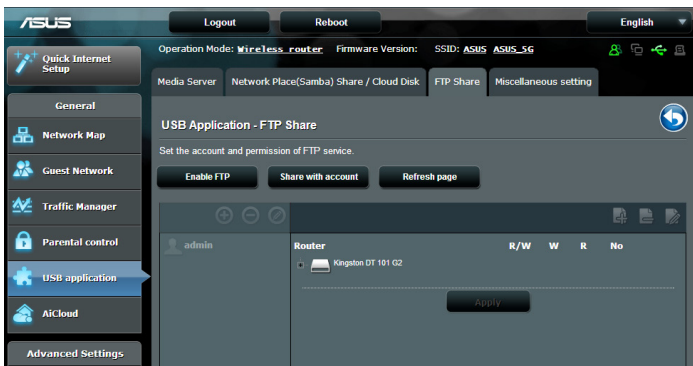 ASUS Logout Reboot English
Operation Mode: Wireless router Firmware Version: SSID: ASUS ASUS_5G
Quick Internet
Setup
Media Server Network Place(Samba) Share / Cloud Disk FTP Share Miscellaneous setting
General
Network Map
Guest Network
Traffic Manager
Parental control
USB application
AiCloud
Advanced Settings
USB Application - FTP Share
Set the account and permission of FTP service.
Enable FTP Share with account Refresh page
admin
Router R/W W R No
Kingston DT 101 G2
Apply